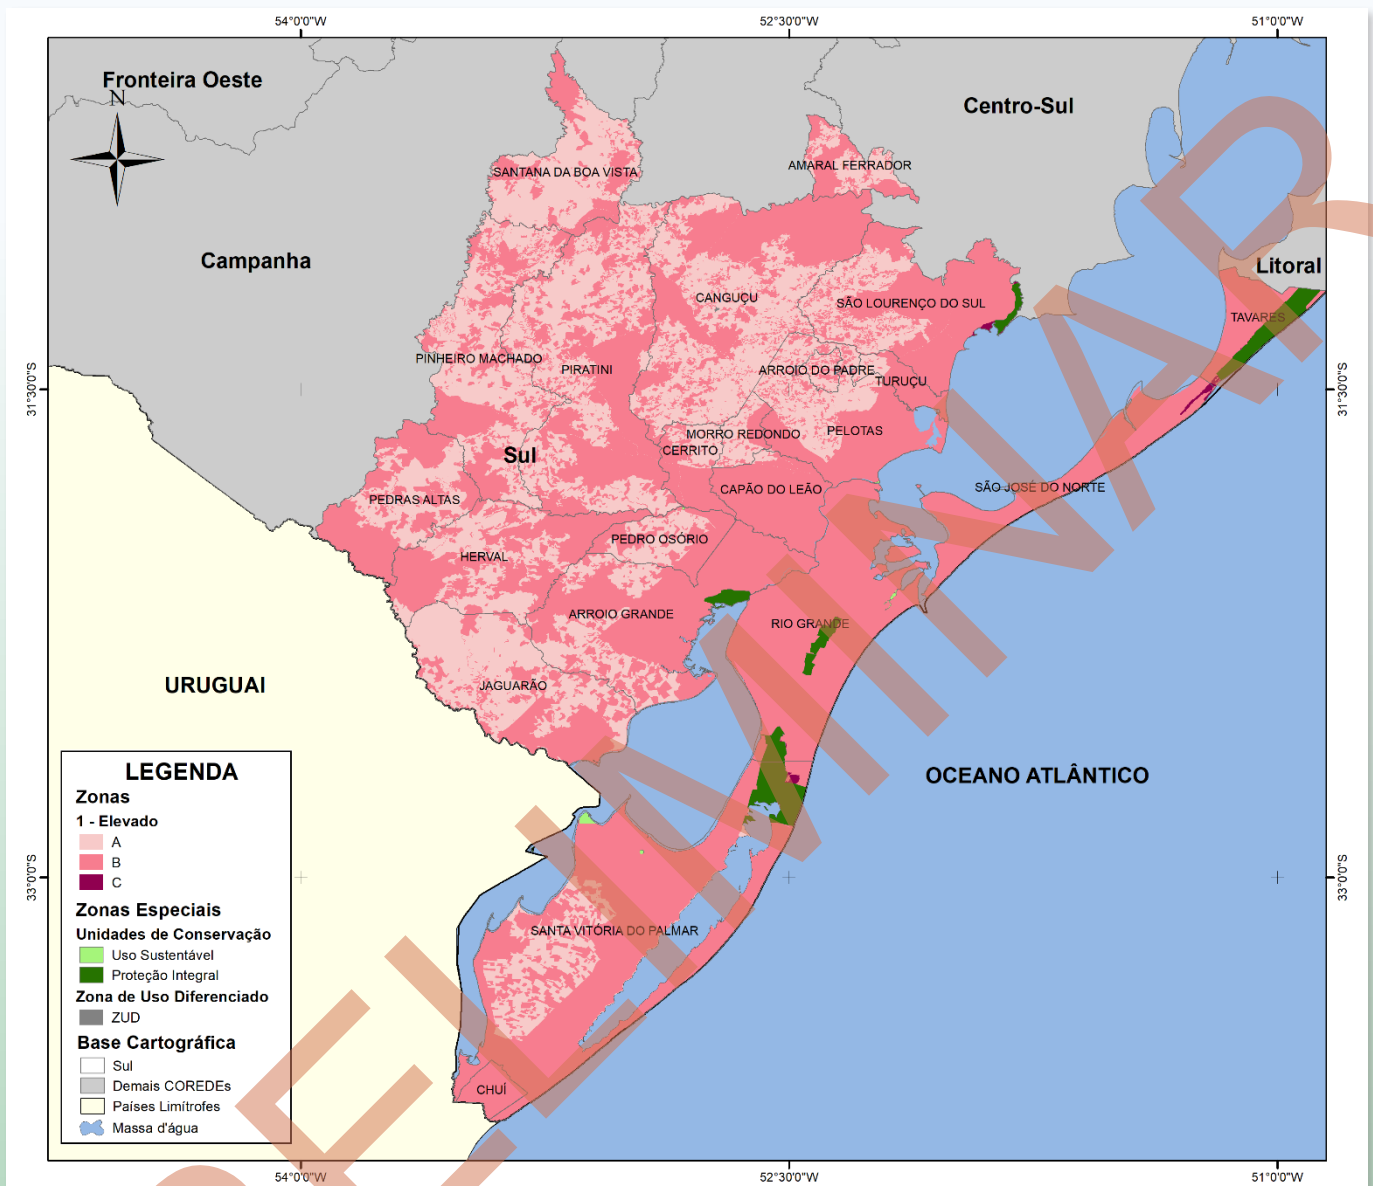 54°0'0"W
52°30'0"W
51°0'0"W
Fronteira Oeste
N
Centro-Sul
AMARAL FERRADOR
SANTANA DA BOA VISTA
Campanha
Litoral
CANGUÇU
SÃO LOURENÇO DO SUL
TAVARES
PINHEIRO MACHADO
PIRATINI
ARROIO DO PADRE
TURUÇU
31°30'0"S
31°30'0"S
MORRO REDONDO
PELOTAS
CERRITO
Sul
CAPÃO DO LEÃO
SÃO JOSÉ DO NORTE
PEDRAS ALTAS
PEDRO OSÓRIO
HERVAL
ARROIO GRANDE
RIO GRANDE
URUGUAI
JAGUARÃO
OCEANO ATLÂNTICO
33°0'0"S
33°0'0"S
SANTA VITÓRIA DO PALMAR
CHUÍ
LEGENDA
Zonas
1 - Elevado
A
B
C
Zonas Especiais
Unidades de Conservação
Uso Sustentável
Proteção Integral
Zona de Uso Diferenciado
ZUD
Base Cartográfica
Sul
Demais COREDEs
Países Limítrofes
Massa d'água
54°0'0"W
52°30'0"W
51°0'0"W